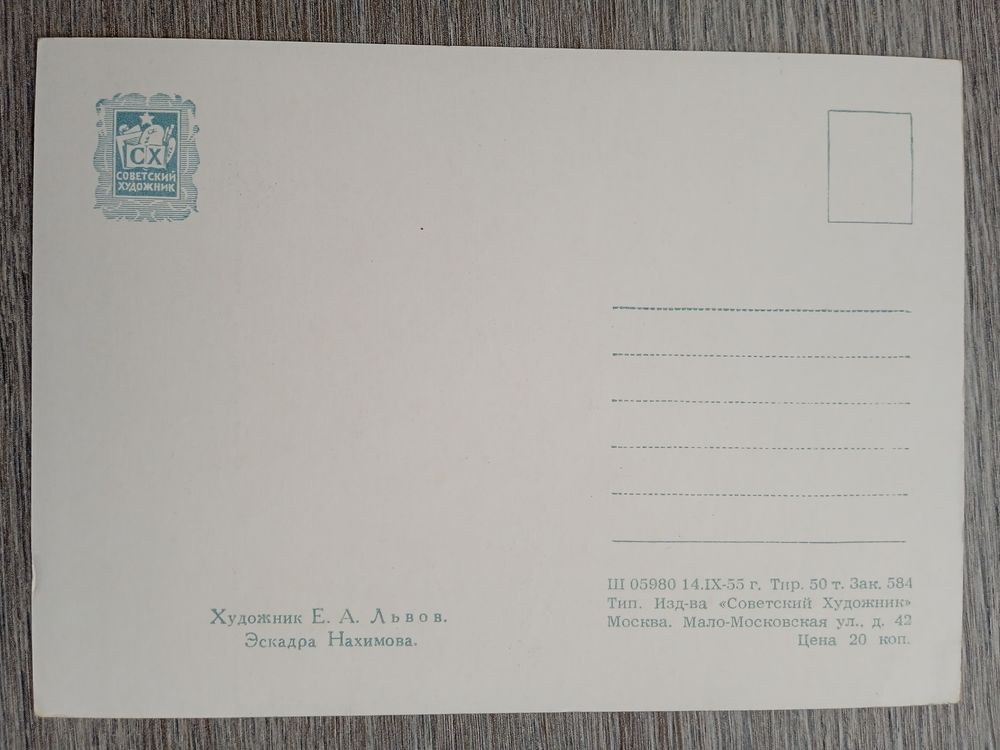 СХ
СОВЕТСКИЙ
ХУДОЖНИК
Художник Е. А. Львов.
Эскадра Нахимова.
Ш 05980 14.IX-55 г. Тир. 50 т. Зак. 584
Тип. Изд-ва «Советский Художник»
Москва. Мало-Московская ул., д. 42
Цена 20 коп.